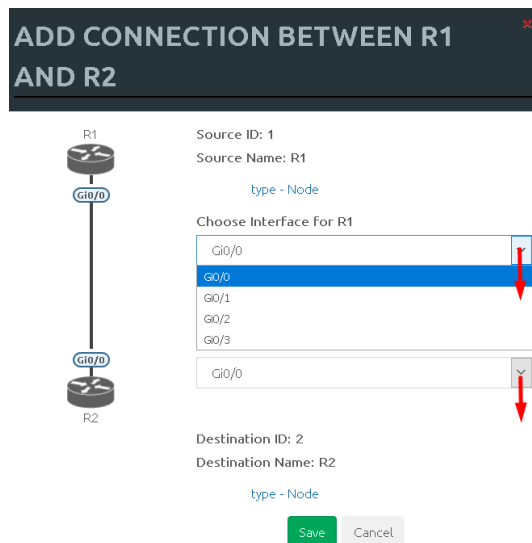 ADD CONNECTION BETWEEN R1
AND R2
R1
Gi0/0
Gi0/0
R2
Source ID: 1
Source Name: R1
type - Node
Choose Interface for R1
Gi0/0
Gi0/0
Gi0/1
Gi0/2
Gi0/3
Gi0/0
Destination ID: 2
Destination Name: R2
type - Node
Save Cancel